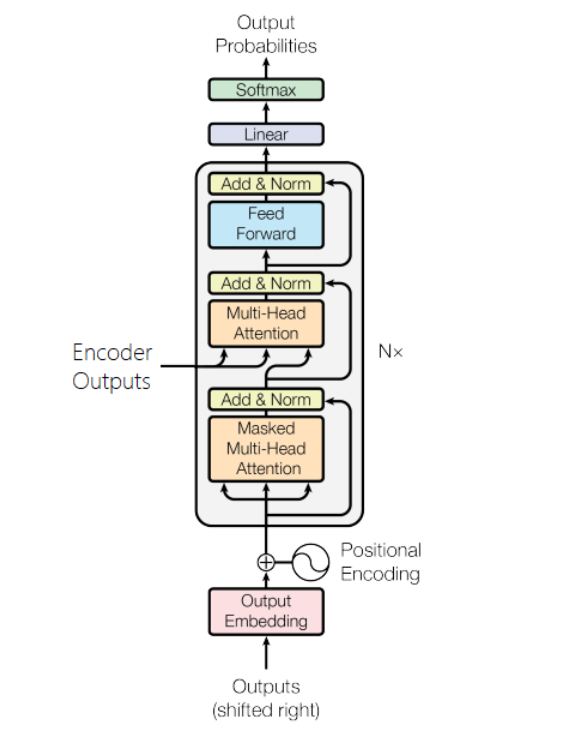 Output
Probabilities
Softmax
Linear
Add & Norm
Feed
Forward
Add & Norm
Multi-Head
Attention
Encoder
Outputs
N×
Add & Norm
Masked
Multi-Head
Attention
Positional
Encoding
Output
Embedding
Outputs
(shifted right)